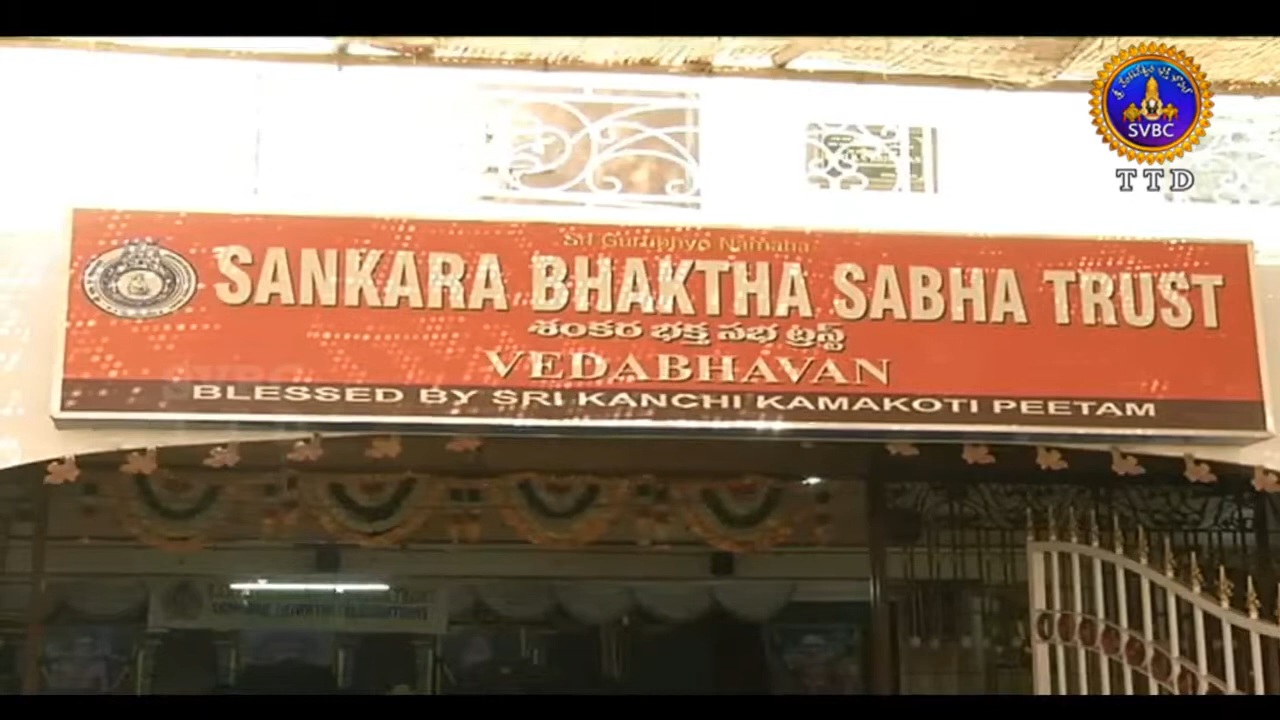 SVBC
TTD
Sri Gurubhyo Namaha
SANKARA BHAKTHA SABHA TRUST
శంకర భక్త సభ ట్రస్ట్
VEDABHAVAN
BLESSED BY SRI KANCHI KAMAKOTI PEETAM